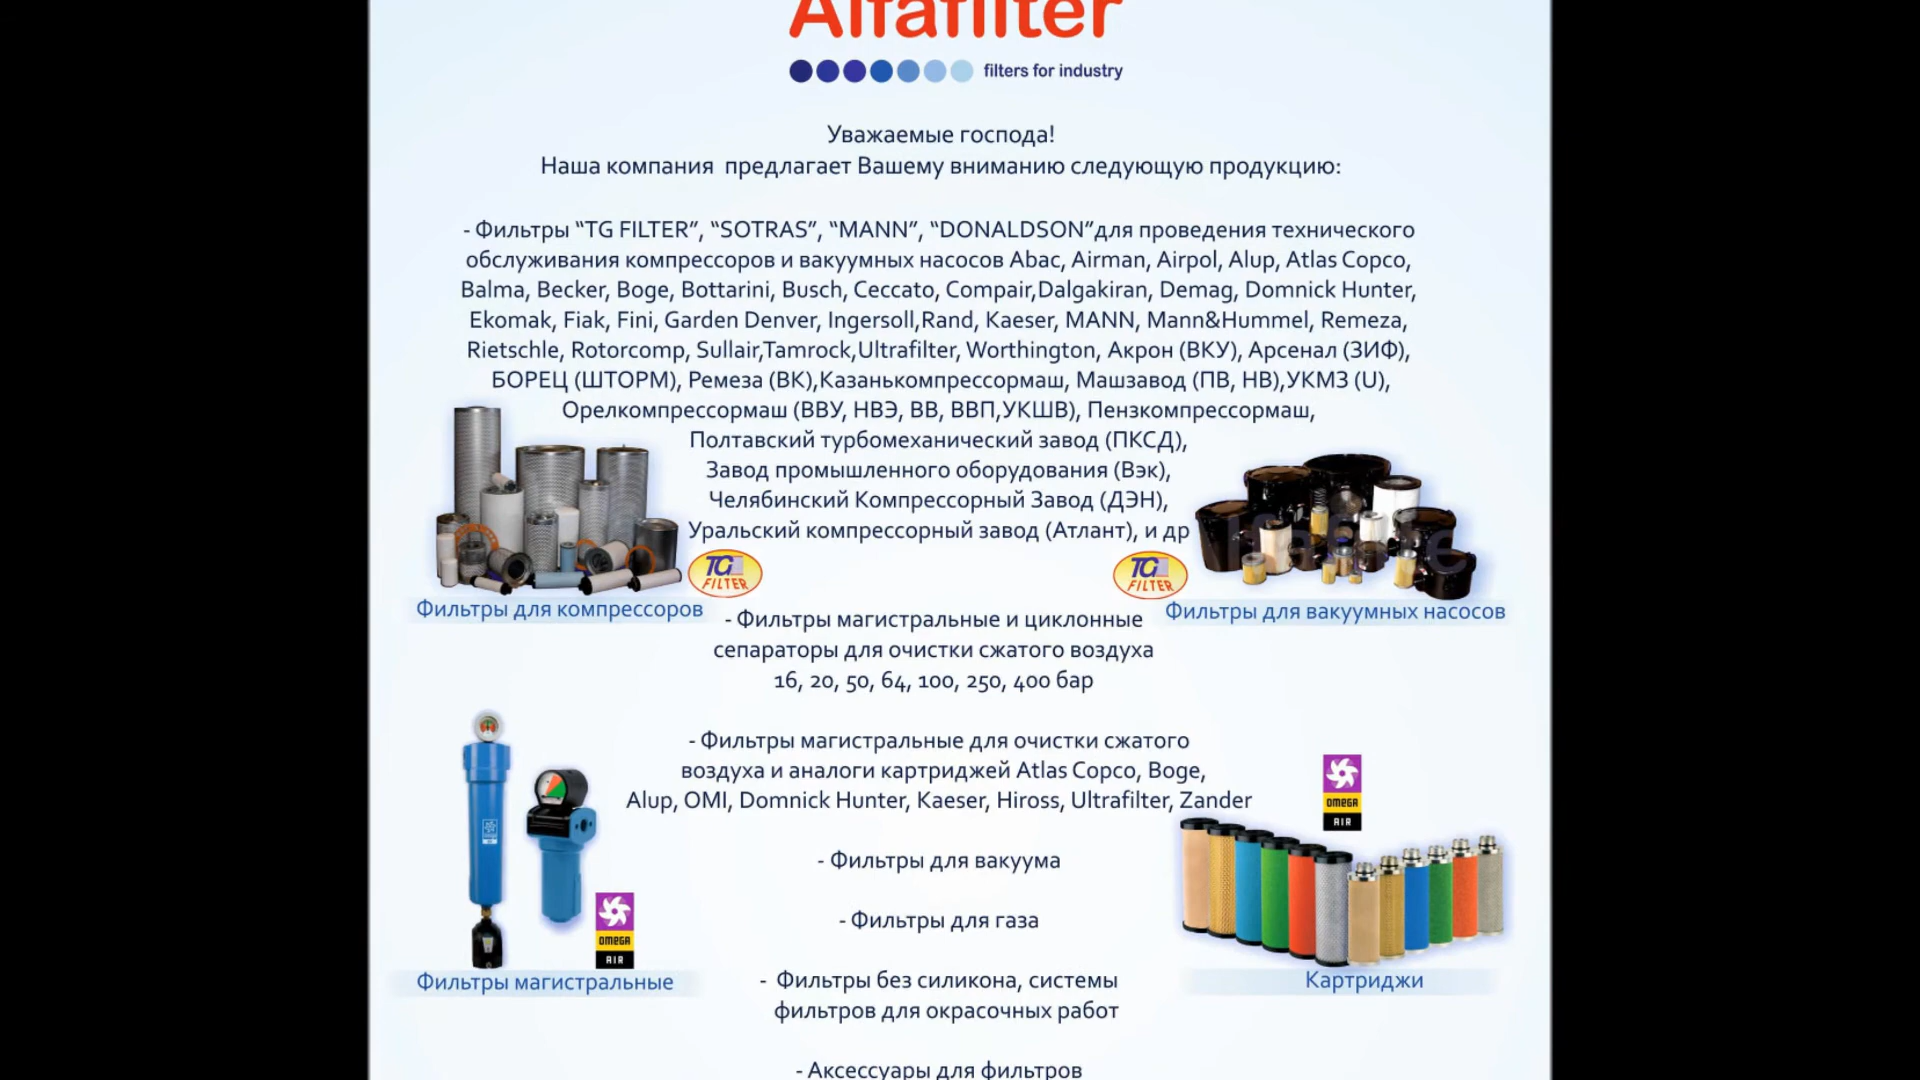 Alfafilter
filters for industry
Уважаемые господа!
Наша компания предлагает Вашему вниманию следующую продукцию:
- Фильтры “TG FILTER”, “SOTRAS”, “MANN”, “DONALDSON”для проведения технического
обслуживания компрессоров и вакуумных насосов Abac, Airman, Airpol, Alup, Atlas Copco,
Balma, Becker, Boge, Bottarini, Busch, Ceccato, Compair,Dalgakiran, Demag, Domnick Hunter,
Ekomak, Fiak, Fini, Garden Denver, Ingersoll,Rand, Kaeser, MANN, Mann&Hummel, Remeza,
Rietschle, Rotorcomp, Sullair,Tamrock,Ultrafilter, Worthington, Акрон (ВКУ), Арсенал (ЗИФ),
БОРЕЦ (ШТОРМ), Ремеза (ВК),Казанькомпрессормаш, Машзавод (ПВ, НВ),УКМЗ (U),
Орелкомпрессормаш (ВВУ, НВЭ, ВВ, ВВП,УКШВ), Пензкомпрессормаш,
Полтавский турбомеханический завод (ПКСД),
Завод промышленного оборудования (Вэк),
Челябинский Компрессорный Завод (ДЭН),
Уральский компрессорный завод (Атлант), и др
TG FILTER
TG FILTER
Фильтры для компрессоров
Фильтры для вакуумных насосов
- Фильтры магистральные и циклонные
сепараторы для очистки сжатого воздуха
16, 20, 50, 64, 100, 250, 400 бар
- Фильтры магистральные для очистки сжатого
воздуха и аналоги картриджей Atlas Copco, Boge,
Alup, OMI, Domnick Hunter, Kaeser, Hiross, Ultrafilter, Zander
OMEGA
AIR
- Фильтры для вакуума
- Фильтры для газа
OMEGA
AIR
Фильтры магистральные
Картриджи
- Фильтры без силикона, системы
фильтров для окрасочных работ
- Аксессуары для фильтров